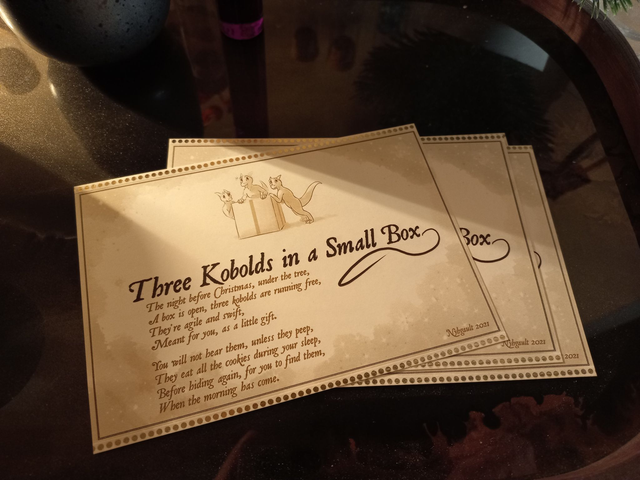 Three Kobolds in a Small Box
The night before Christmas, under the tree,
A box is open, three kobolds are running free,
They're agile and swift,
Meant for you, as a little gift.
You will not hear them, unless they peep,
They eat all the cookies during your sleep,
Before hiding again, for you to find them,
When the morning has come.
2021
Box
2021
2021